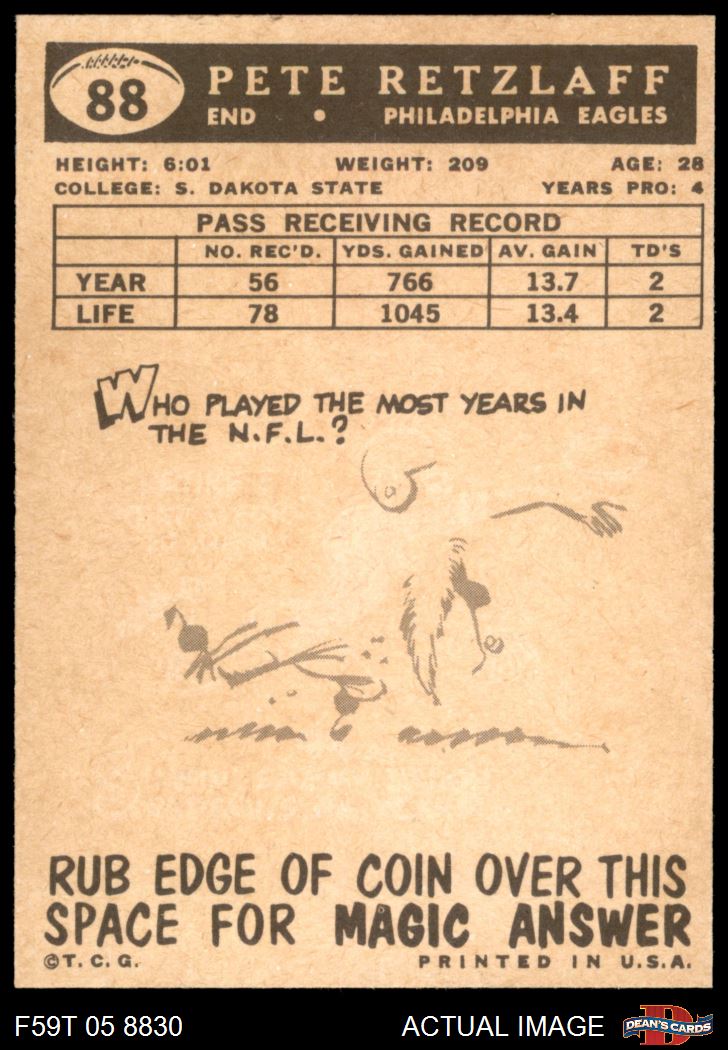 88
PETE RETZLAFF
END • PHILADELPHIA EAGLES
HEIGHT: 6:01 WEIGHT: 209 AGE: 28
COLLEGE: S. DAKOTA STATE YEARS PRO: 4
PASS RECEIVING RECORD
NO. REC'D. YDS. GAINED AV. GAIN TD'S
YEAR 56 766 13.7 2
LIFE 78 1045 13.4 2
WHO PLAYED THE MOST YEARS IN
THE N.F.L.?
RUB EDGE OF COIN OVER THIS
SPACE FOR MAGIC ANSWER
©T.C.G. PRINTED IN U.S.A.
F59T 05 8830 ACTUAL IMAGE DEAN'S CARDS